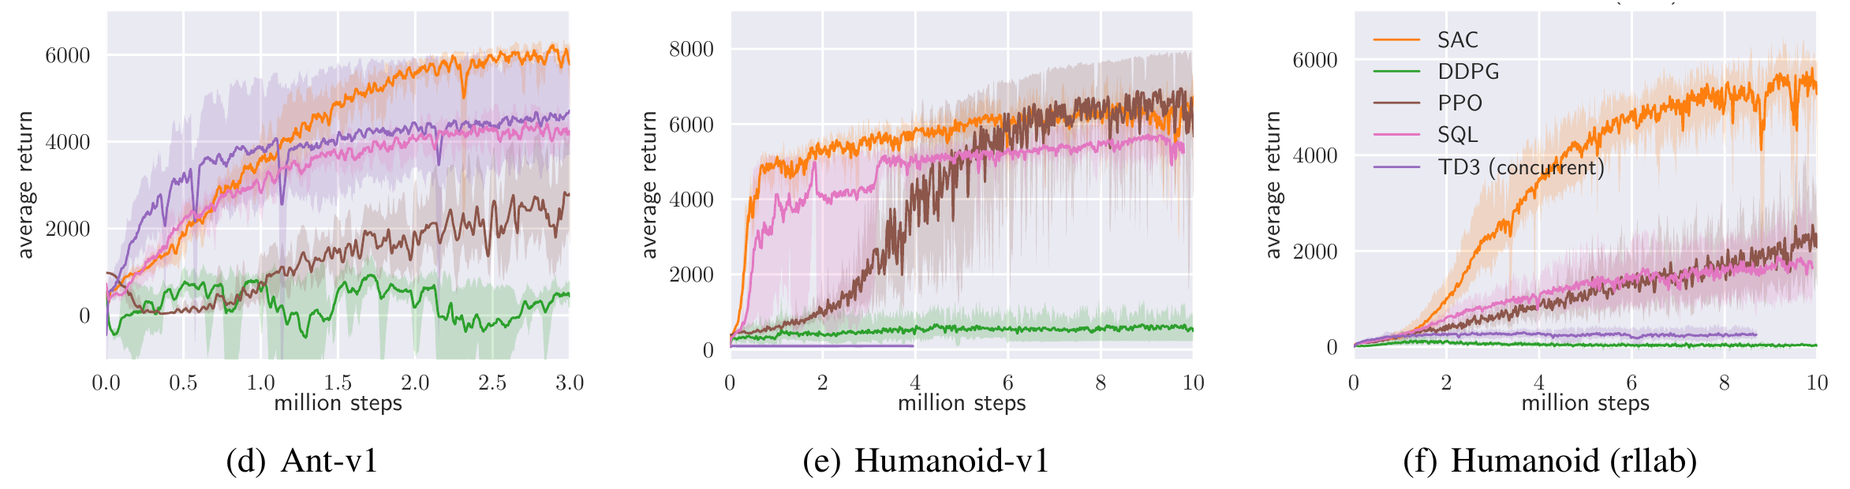 6000
4000
2000
0
average return
0.0 0.5 1.0 1.5 2.0 2.5 3.0
million steps
(d) Ant-v1
8000
6000
4000
2000
0
average return
0 2 4 6 8 10
million steps
(e) Humanoid-v1
6000
4000
2000
0
average return
SAC
DDPG
PPO
SQL
TD3 (concurrent)
0 2 4 6 8 10
million steps
(f) Humanoid (rllab)